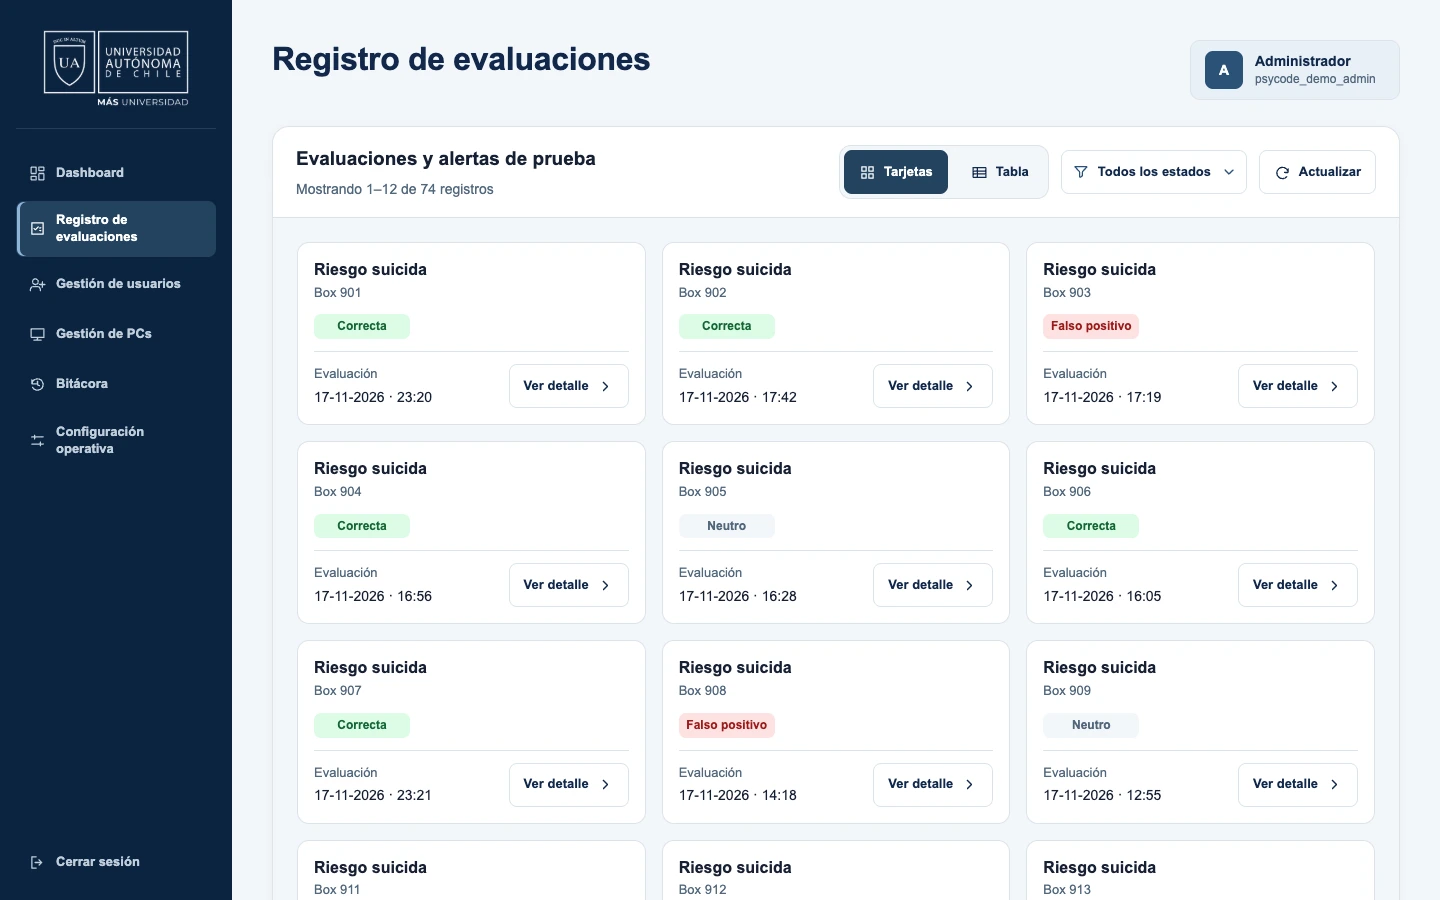 DUC IN ALTUM
UA
UNIVERSIDAD
AUTÓNOMA
DE CHILE
MÁS UNIVERSIDAD
Dashboard
Registro de
evaluaciones
Gestión de usuarios
Gestión de PCs
Bitácora
Configuración
operativa
Cerrar sesión
Registro de evaluaciones
A
Administrador
psycode_demo_admin
Evaluaciones y alertas de prueba
Mostrando 1–12 de 74 registros
Tarjetas
Tabla
Todos los estados
Actualizar
Riesgo suicida
Box 901
Correcta
Evaluación
17-11-2026 · 23:20
Ver detalle
Riesgo suicida
Box 902
Correcta
Evaluación
17-11-2026 · 17:42
Ver detalle
Riesgo suicida
Box 903
Falso positivo
Evaluación
17-11-2026 · 17:19
Ver detalle
Riesgo suicida
Box 904
Correcta
Evaluación
17-11-2026 · 16:56
Ver detalle
Riesgo suicida
Box 905
Neutro
Evaluación
17-11-2026 · 16:28
Ver detalle
Riesgo suicida
Box 906
Correcta
Evaluación
17-11-2026 · 16:05
Ver detalle
Riesgo suicida
Box 907
Correcta
Evaluación
17-11-2026 · 23:21
Ver detalle
Riesgo suicida
Box 908
Falso positivo
Evaluación
17-11-2026 · 14:18
Ver detalle
Riesgo suicida
Box 909
Neutro
Evaluación
17-11-2026 · 12:55
Ver detalle
Riesgo suicida
Box 911
Riesgo suicida
Box 912
Riesgo suicida
Box 913